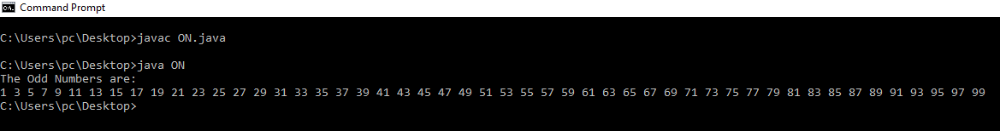 Command Prompt
C:\Users\pc\Desktop>javac ON.java
C:\Users\pc\Desktop>java ON
The Odd Numbers are:
1 3 5 7 9 11 13 15 17 19 21 23 25 27 29 31 33 35 37 39 41 43 45 47 49 51 53 55 57 59 61 63 65 67 69 71 73 75 77 79 81 83 85 87 89 91 93 95 97 99
C:\Users\pc\Desktop>